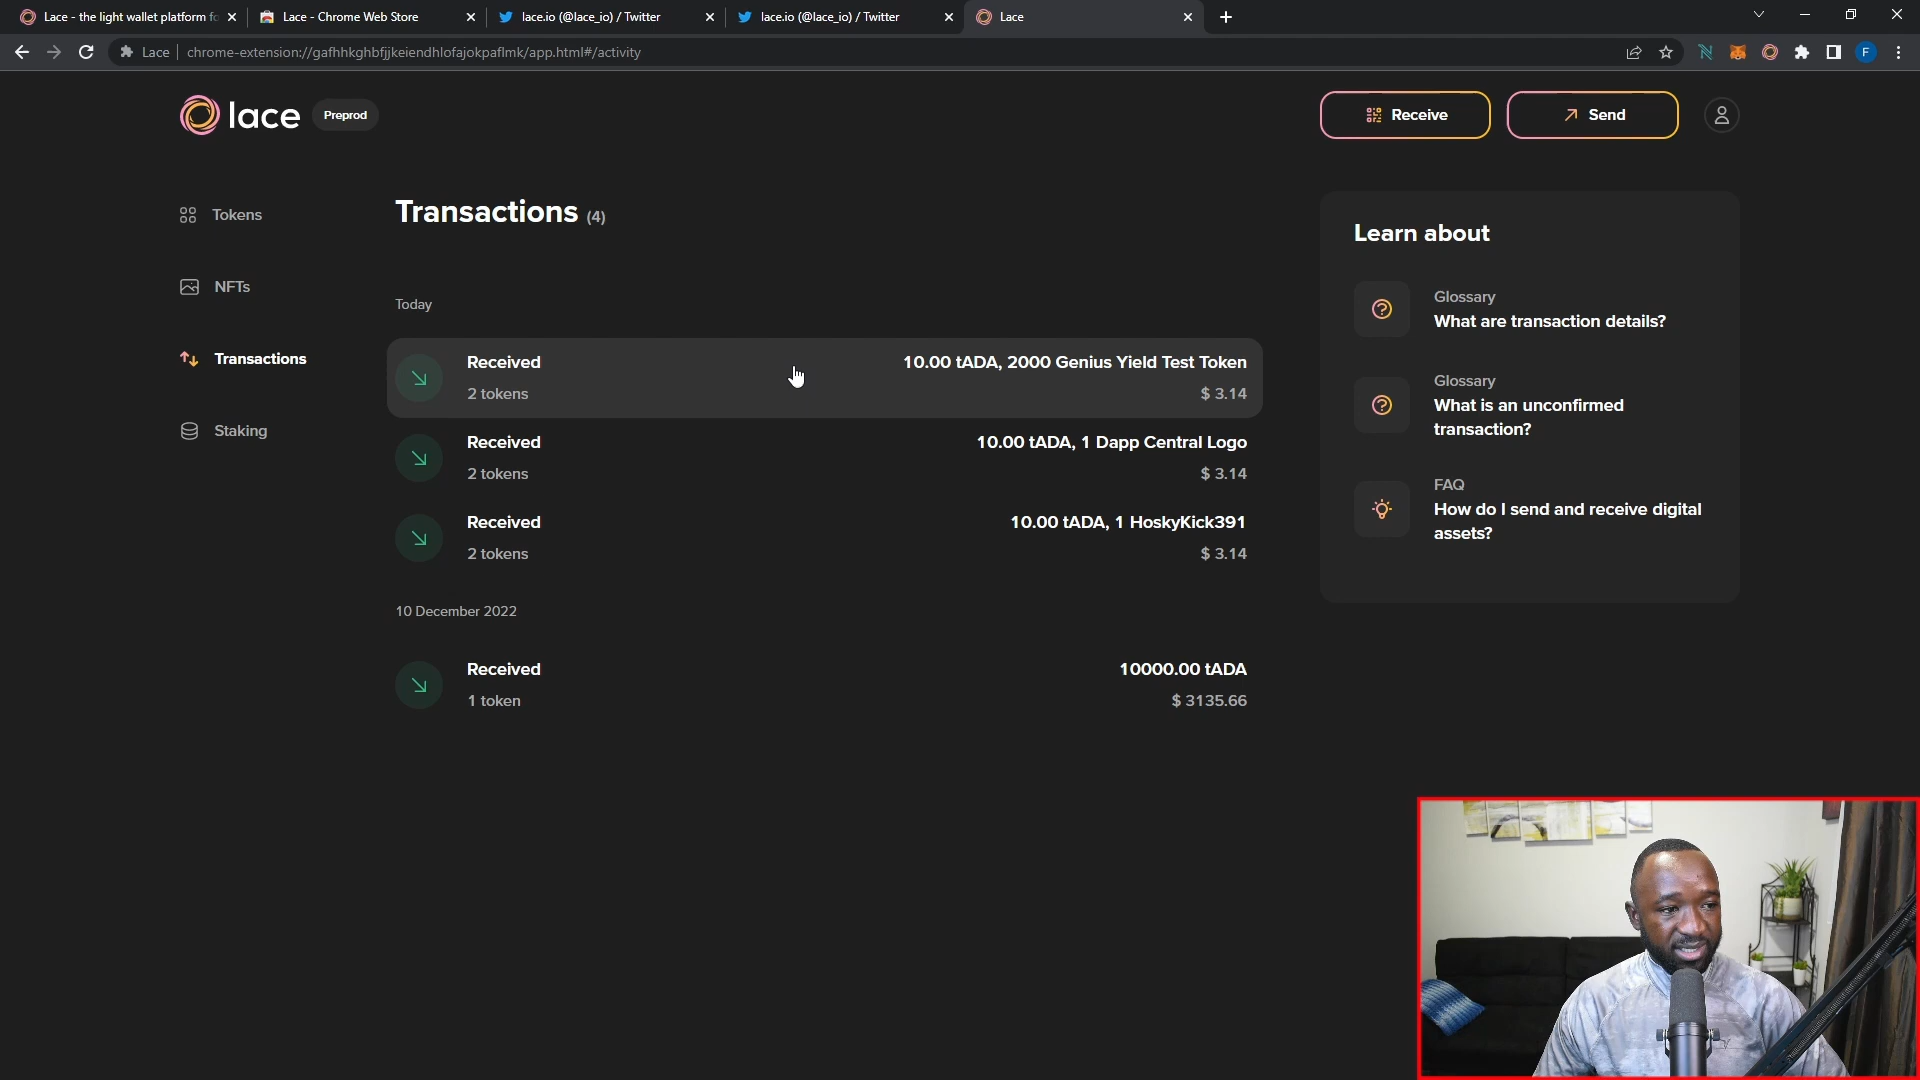 Lace - the light wallet platform fo
Lace - Chrome Web Store
lace.io (@lace_io) / Twitter
lace.io (@lace_io) / Twitter
Lace
Lace
chrome-extension://gafhhkghbfjjkeiendhlofajokpaflmk/app.html#/activity
F
lace
Preprod
Receive
Send
Tokens
NFTs
Transactions
Staking
Transactions (4)
Today
Received
10.00 tADA, 2000 Genius Yield Test Token
2 tokens
$ 3.14
Received
10.00 tADA, 1 Dapp Central Logo
2 tokens
$ 3.14
Received
10.00 tADA, 1 HoskyKick391
2 tokens
$ 3.14
10 December 2022
Received
10000.00 tADA
1 token
$ 3135.66
Learn about
Glossary
What are transaction details?
Glossary
What is an unconfirmed
transaction?
FAQ
How do I send and receive digital
assets?